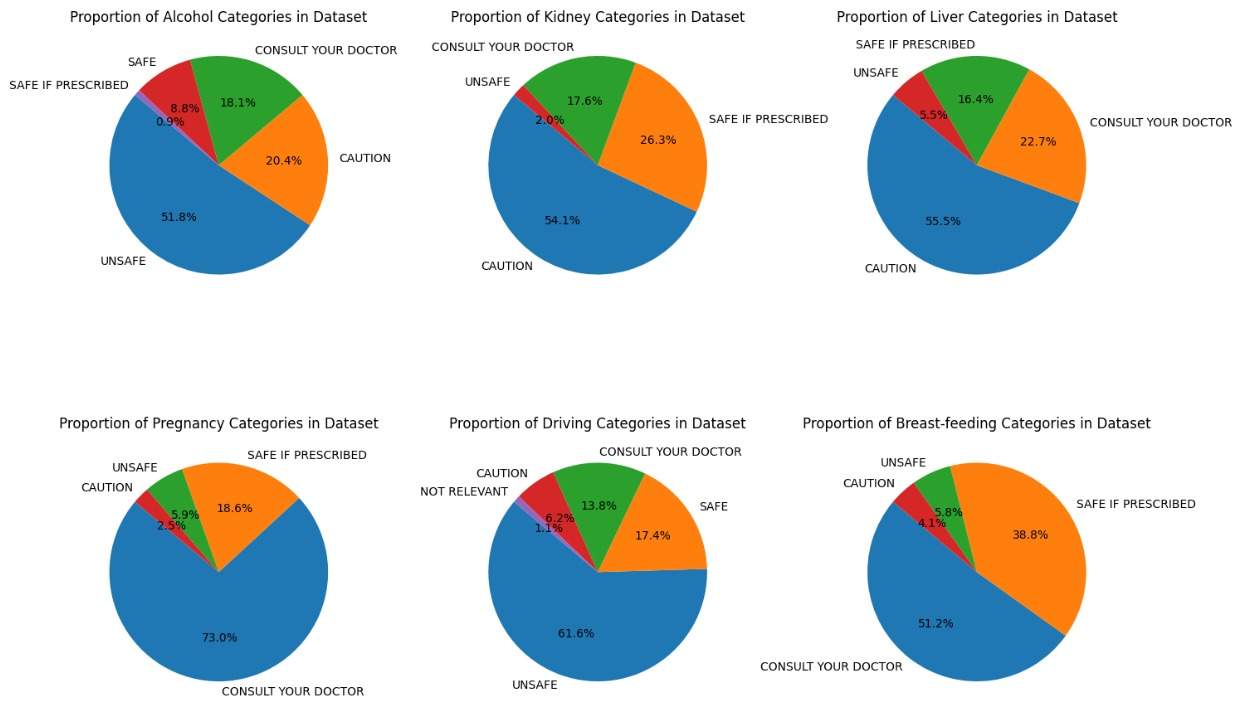 Proportion of Alcohol Categories in Dataset
CONSULT YOUR DOCTOR
SAFE
SAFE IF PRESCRIBED
18.1%
8.8%
0.9%
20.4%
CAUTION
51.8%
UNSAFE
Proportion of Kidney Categories in Dataset
CONSULT YOUR DOCTOR
UNSAFE
17.6%
2.0%
SAFE IF PRESCRIBED
26.3%
54.1%
CAUTION
Proportion of Liver Categories in Dataset
SAFE IF PRESCRIBED
UNSAFE
16.4%
5.5%
CONSULT YOUR DOCTOR
22.7%
55.5%
CAUTION
Proportion of Pregnancy Categories in Dataset
SAFE IF PRESCRIBED
UNSAFE
CAUTION
18.6%
5.9%
2.5%
73.0%
CONSULT YOUR DOCTOR
Proportion of Driving Categories in Dataset
CONSULT YOUR DOCTOR
CAUTION
NOT RELEVANT
SAFE
13.8%
6.2%
1.1%
17.4%
61.6%
UNSAFE
Proportion of Breast-feeding Categories in Dataset
UNSAFE
CAUTION
SAFE IF PRESCRIBED
5.8%
4.1%
38.8%
51.2%
CONSULT YOUR DOCTOR